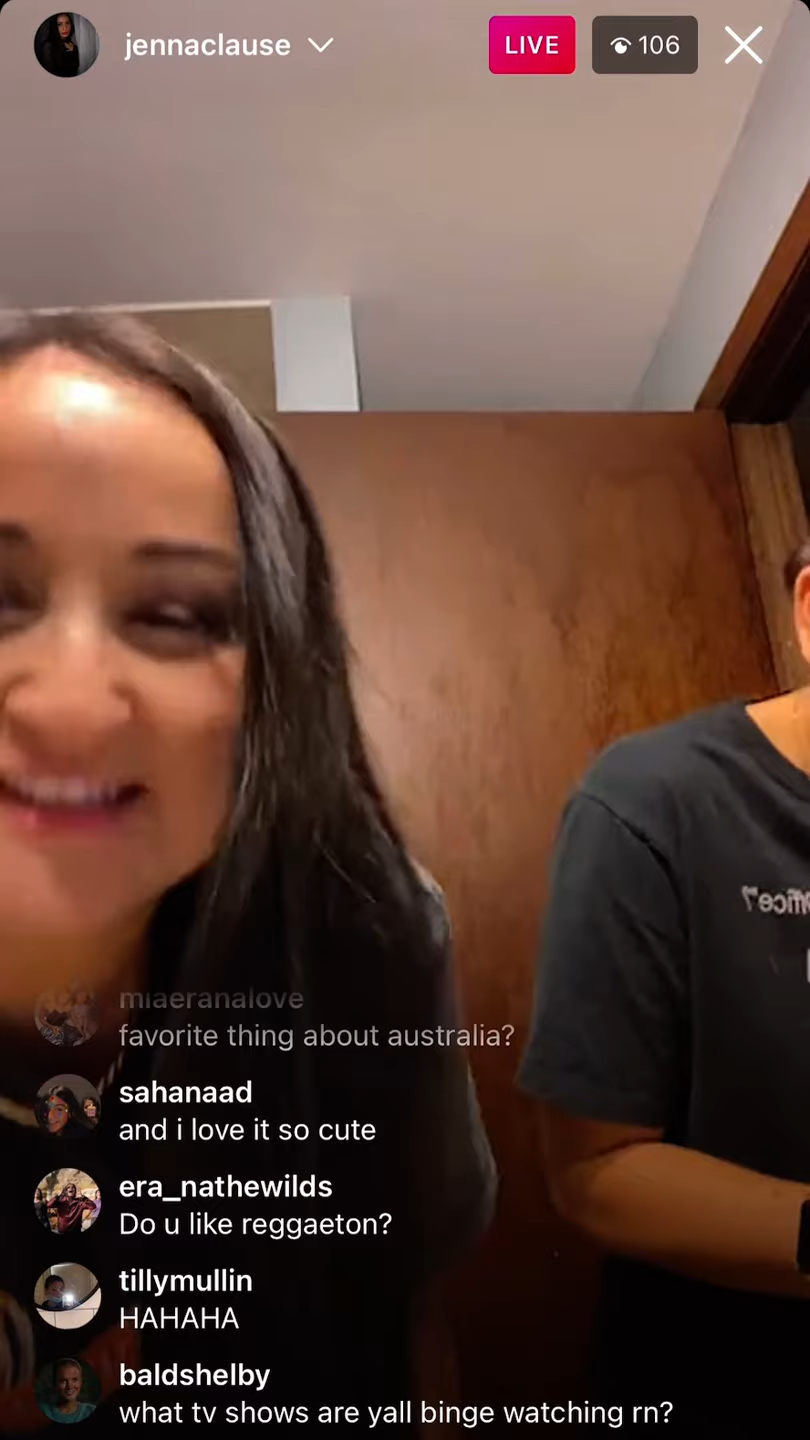 jennaclause
LIVE
106
miaeranalove
favorite thing about australia?
sahanaad
and i love it so cute
era_nathewilds
Do u like reggaeton?
tillymullin
HAHAHA
baldshelby
what tv shows are yall binge watching rn?